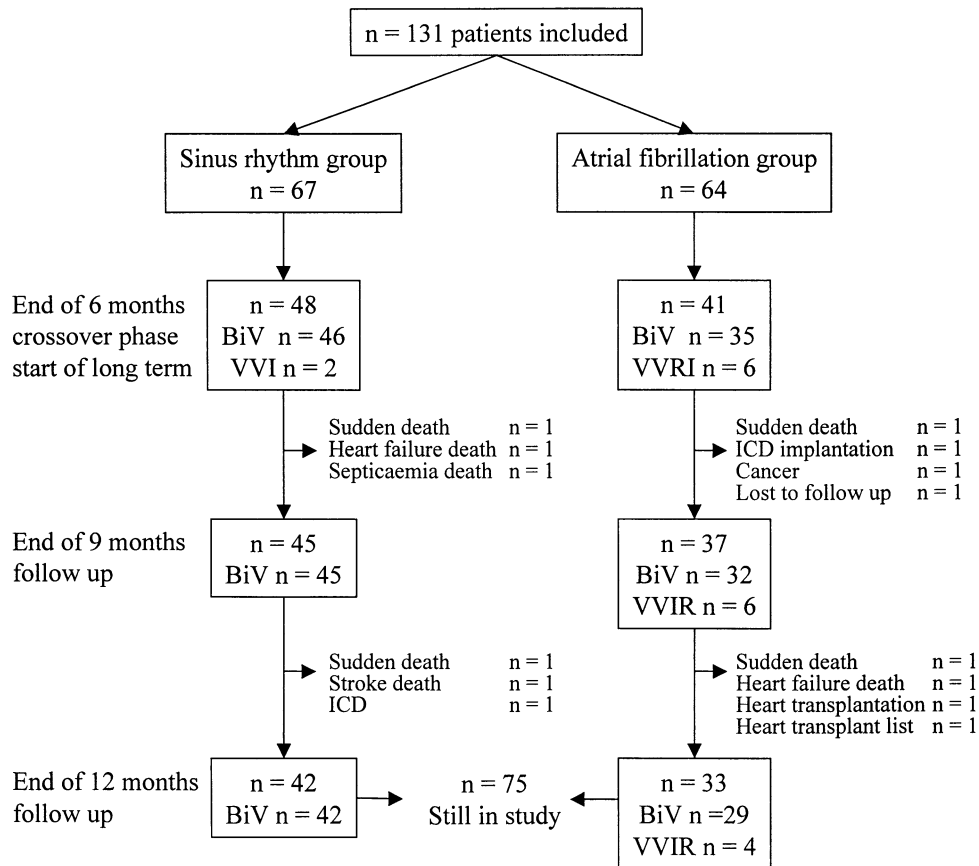 n = 131 patients included
Sinus rhythm group
n = 67
Atrial fibrillation group
n = 64
End of 6 months
crossover phase
start of long term
n = 48
BiV n = 46
VVI n = 2
n = 41
BiV n = 35
VVRI n = 6
Sudden death n = 1
Heart failure death n = 1
Septicaemia death n = 1
Sudden death n = 1
ICD implantation n = 1
Cancer n = 1
Lost to follow up n = 1
End of 9 months
follow up
n = 45
BiV n = 45
n = 37
BiV n = 32
VVIR n = 6
Sudden death n = 1
Stroke death n = 1
ICD n = 1
Sudden death n = 1
Heart failure death n = 1
Heart transplantation n = 1
Heart transplant list n = 1
End of 12 months
follow up
n = 42
BiV n = 42
n = 75
Still in study
n = 33
BiV n =29
VVIR n = 4